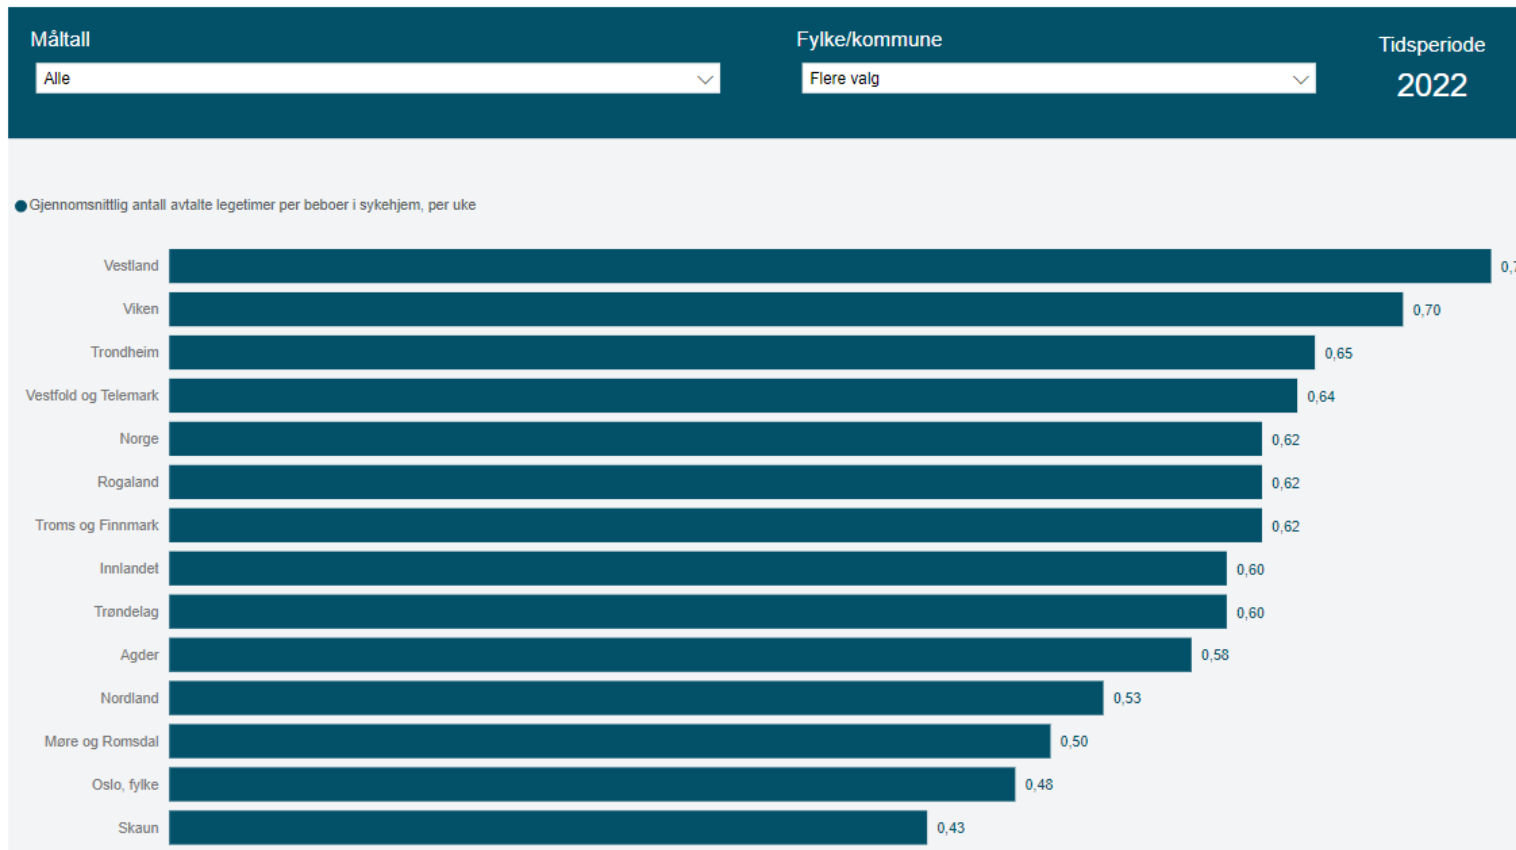 Måltall
Fylke/kommune
Tidsperiode
Alle
Flere valg
2022
Gjennomsnittlig antall avtalte legetimer per beboer i sykehjem, per uke
Vestland
Viken 0,70
Trondheim 0,65
Vestfold og Telemark 0,64
Norge 0,62
Rogaland 0,62
Troms og Finnmark 0,62
Innlandet 0,60
Trøndelag 0,60
Agder 0,58
Nordland 0,53
Møre og Romsdal 0,50
Oslo, fylke 0,48
Skaun 0,43